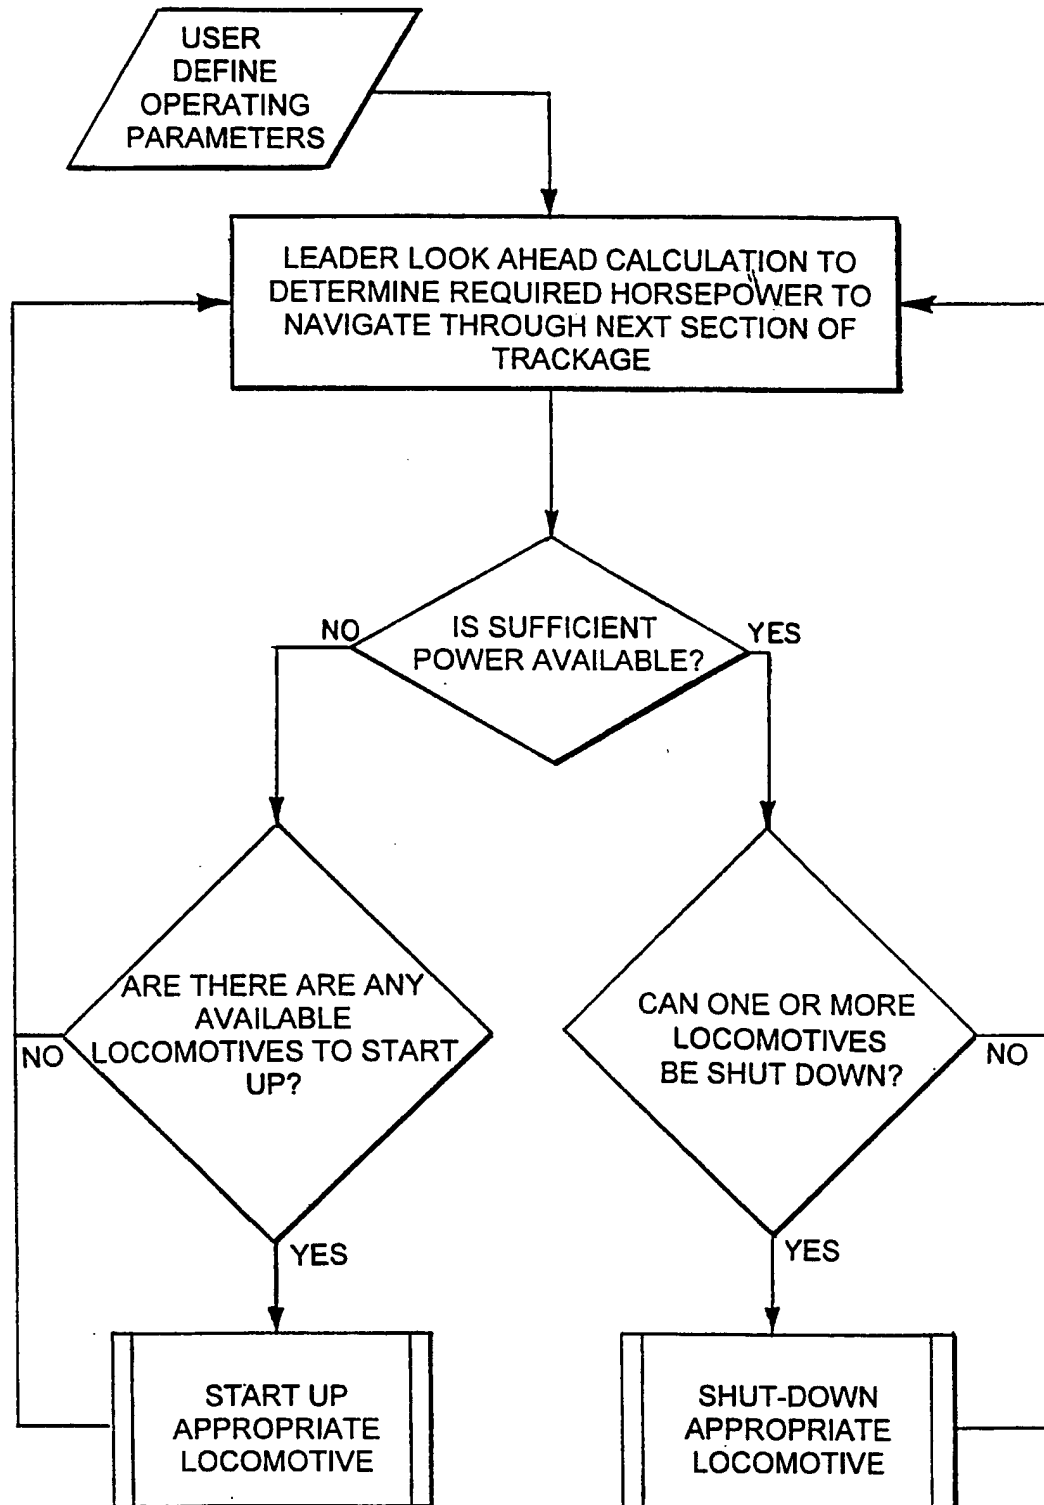 USER
DEFINE
OPERATING
PARAMETERS
LEADER LOOK AHEAD CALCULATION TO
DETERMINE REQUIRED HORSEPOWER TO
NAVIGATE THROUGH NEXT SECTION OF
TRACKAGE
NO
IS SUFFICIENT
POWER AVAILABLE?
YES
ARE THERE ARE ANY
AVAILABLE
LOCOMOTIVES TO START
UP?
NO
YES
CAN ONE OR MORE
LOCOMOTIVES
BE SHUT DOWN?
NO
YES
START UP
APPROPRIATE
LOCOMOTIVE
SHUT-DOWN
APPROPRIATE
LOCOMOTIVE